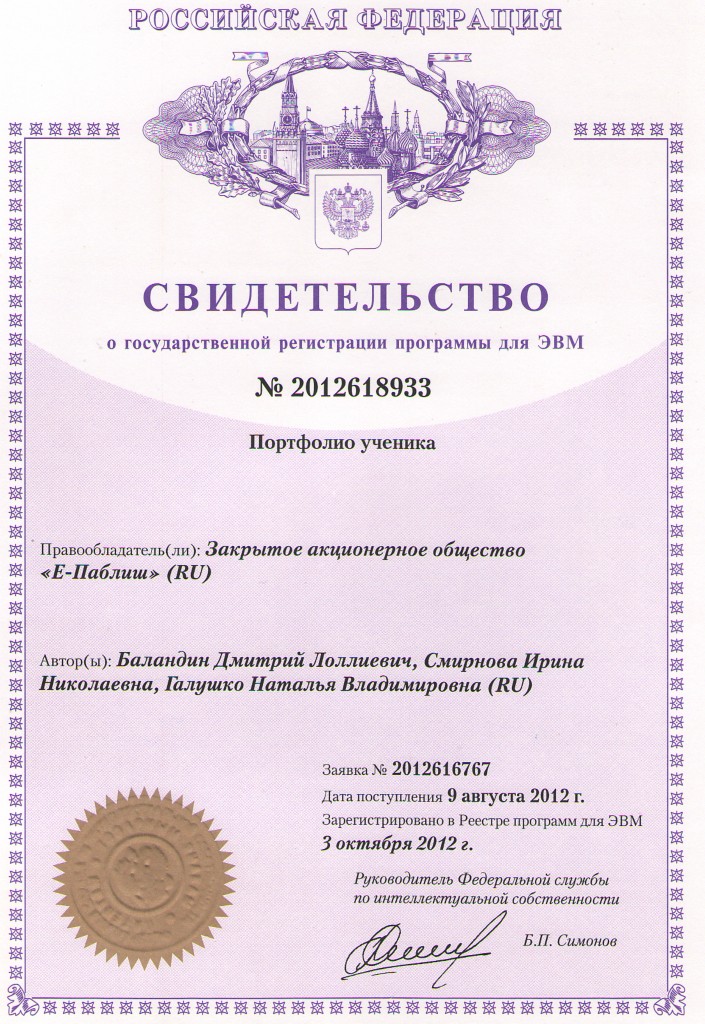 РОССИЙСКАЯ ФЕДЕРАЦИЯ
СВИДЕТЕЛЬСТВО
о государственной регистрации программы для ЭВМ
№ 2012618933
Портфолио ученика
Правообладатель(ли): Закрытое акционерное общество
«Е-Паблиш» (RU)
Автор(ы): Баландин Дмитрий Лоллиевич, Смирнова Ирина
Николаевна, Галушко Наталья Владимировна (RU)
Заявка № 2012616767
Дата поступления 9 августа 2012 г.
Зарегистрировано в Реестре программ для ЭВМ
3 октября 2012 г.
Руководитель Федеральной службы
по интеллектуальной собственности
Б.П. Симонов